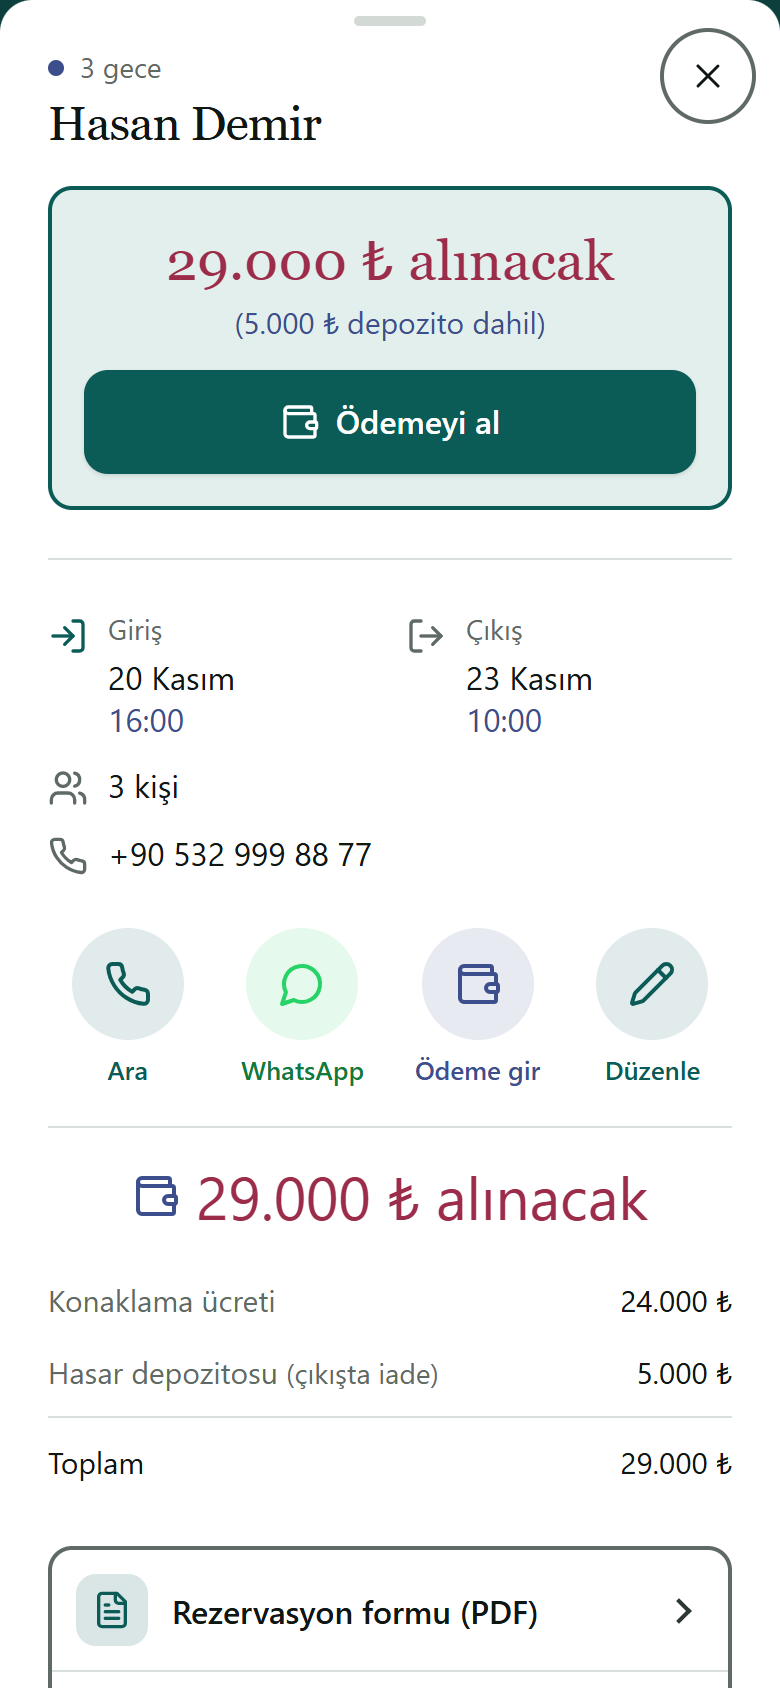 3 gece
Hasan Demir
29.000 ₺ alınacak
(5.000 ₺ depozito dahil)
Ödemeyi al
Giriş
20 Kasım
16:00
Çıkış
23 Kasım
10:00
3 kişi
+90 532 999 88 77
Ara
WhatsApp
Ödeme gir
Düzenle
29.000 ₺ alınacak
Konaklama ücreti 24.000 ₺
Hasar depozitosu (çıkışta iade) 5.000 ₺
Toplam 29.000 ₺
Rezervasyon formu (PDF)